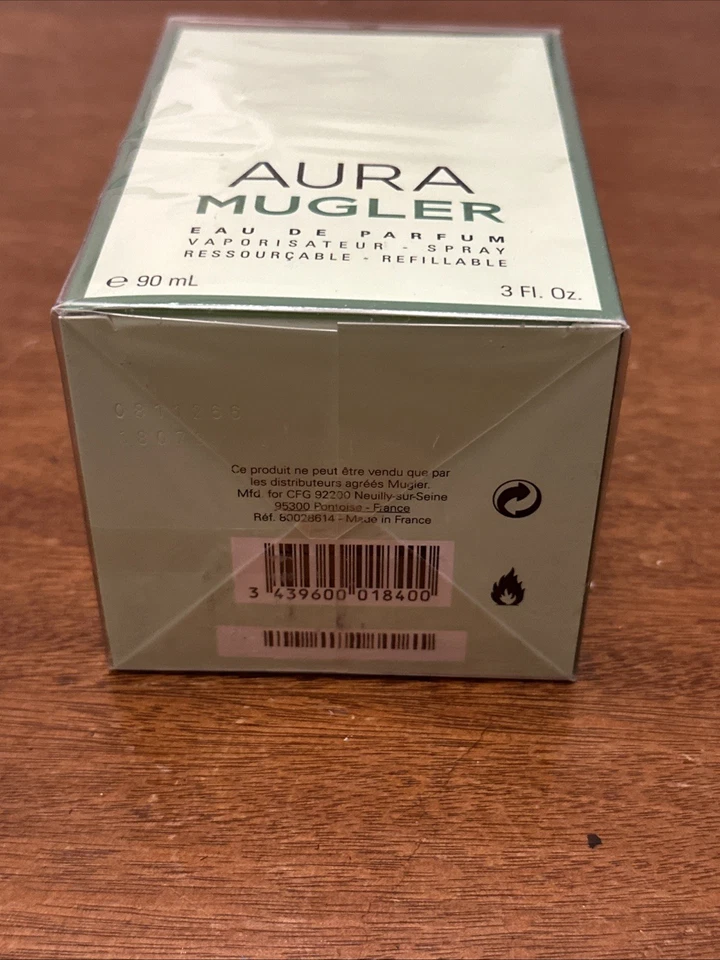 AURA
MUGLER
EAU DE PARFUM
VAPORISATEUR - SPRAY
RESSOURÇABLE - REFILLABLE
e 90 mL
3 Fl. Oz.
Ce produit ne peut être vendu que par
les distributeurs agréés Mugler.
Mfd. for CFG 92200 Neuilly-sur-Seine
95300 Pontoise - France
Réf. 80028614 - Made in France
3 439600 018400